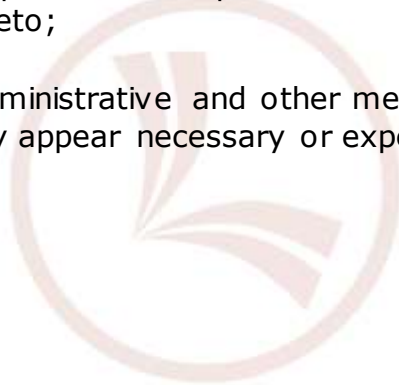 eto;
ministrative and other me
y appear necessary or expe